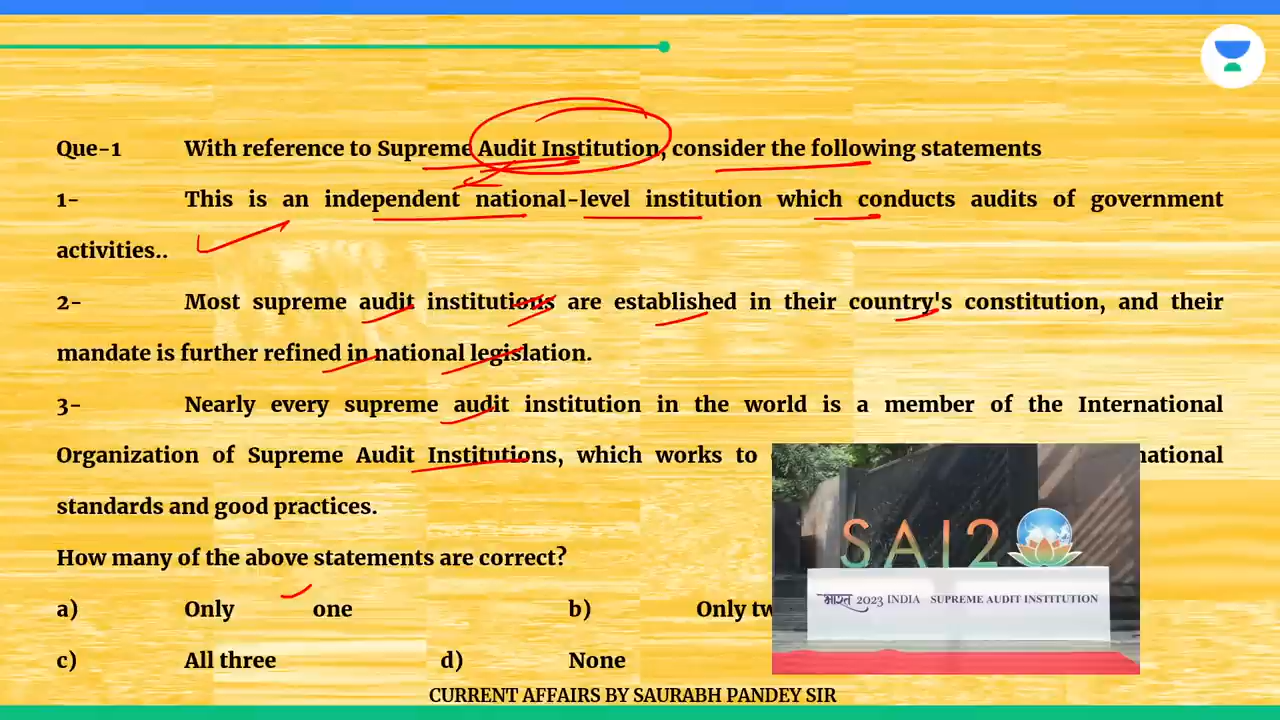 Que-1 With reference to Supreme Audit Institution, consider the following statements
1- This is an independent national-level institution which conducts audits of government
activities..
2- Most supreme audit institutions are established in their country's constitution, and their
mandate is further refined in national legislation.
3- Nearly every supreme audit institution in the world is a member of the International
Organization of Supreme Audit Institutions, which works to national
standards and good practices.
How many of the above statements are correct?
a) Only one b) Only tw
c) All three d) None
SAI2
भारत 2023 INDIA SUPREME AUDIT INSTITUTION
CURRENT AFFAIRS BY SAURABH PANDEY SIR